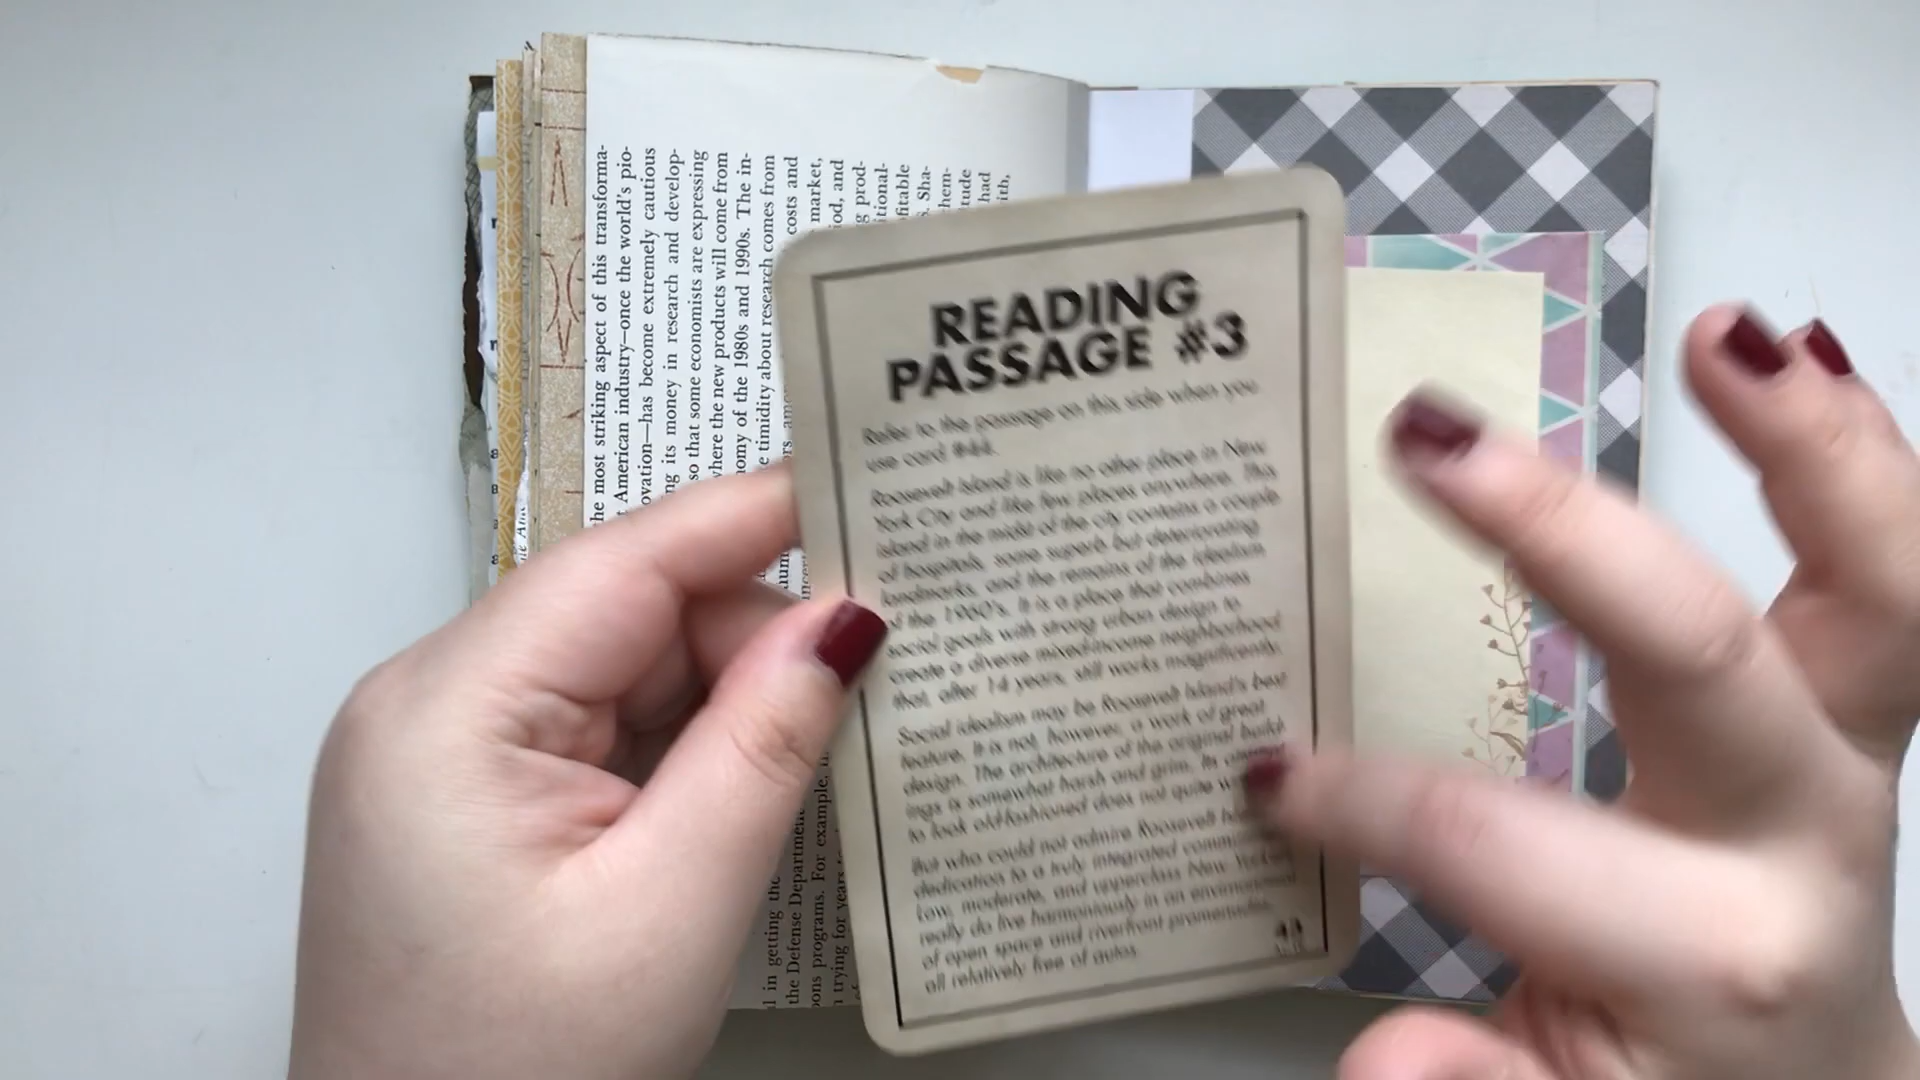 READING
PASSAGE #3
Refer to the passage on this side when you
use card #44.
Roosevelt Island is like no other place in New
York City and like few places anywhere. This
island in the midst of the city contains a couple
of hospitals, some superb but deteriorating
landmarks, and the remains of the idealism
of the 1960's. It is a place that combines
social goals with strong urban design to
create a diverse mixed-income neighborhood
that, after 14 years, still works magnificently.
Social idealism may be Roosevelt Island's best
feature. It is not, however, a work of great
design. The architecture of the original build-
ings is somewhat harsh and grim. Its
to look old-fashioned does not quite
But who could not admire Roosevelt
dedication to a truly integrated
Low, moderate, and upperclass New
really do live harmoniously in an environment
of open space and riverfront promenades,
all relatively free of autos.
the most striking aspect of this transforma-
American industry—once the world's pio-
ovation—has become extremely cautious
its money in research and develop-
so that some economists are expressing
where the new products will come from
of the 1980s and 1990s. The in-
timidity about research comes from
costs and
market,
and
prod-
had
in getting the
the Defense Department
programs. For example,
trying for years